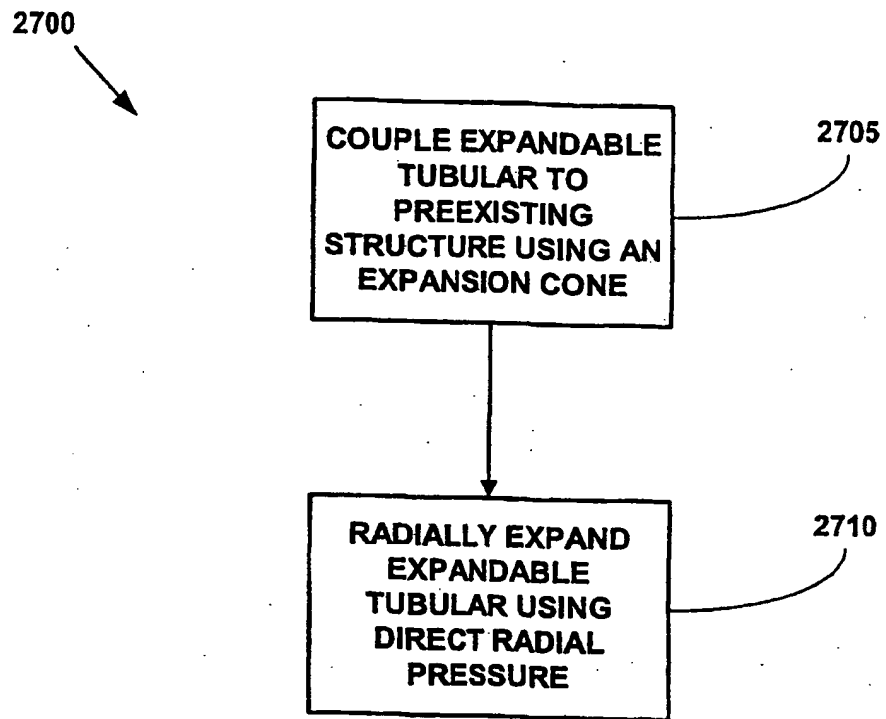 2700
COUPLE EXPANDABLE
TUBULAR TO
PREEXISTING
STRUCTURE USING AN
EXPANSION CONE
2705
RADIALLY EXPAND
EXPANDABLE
TUBULAR USING
DIRECT RADIAL
PRESSURE
2710